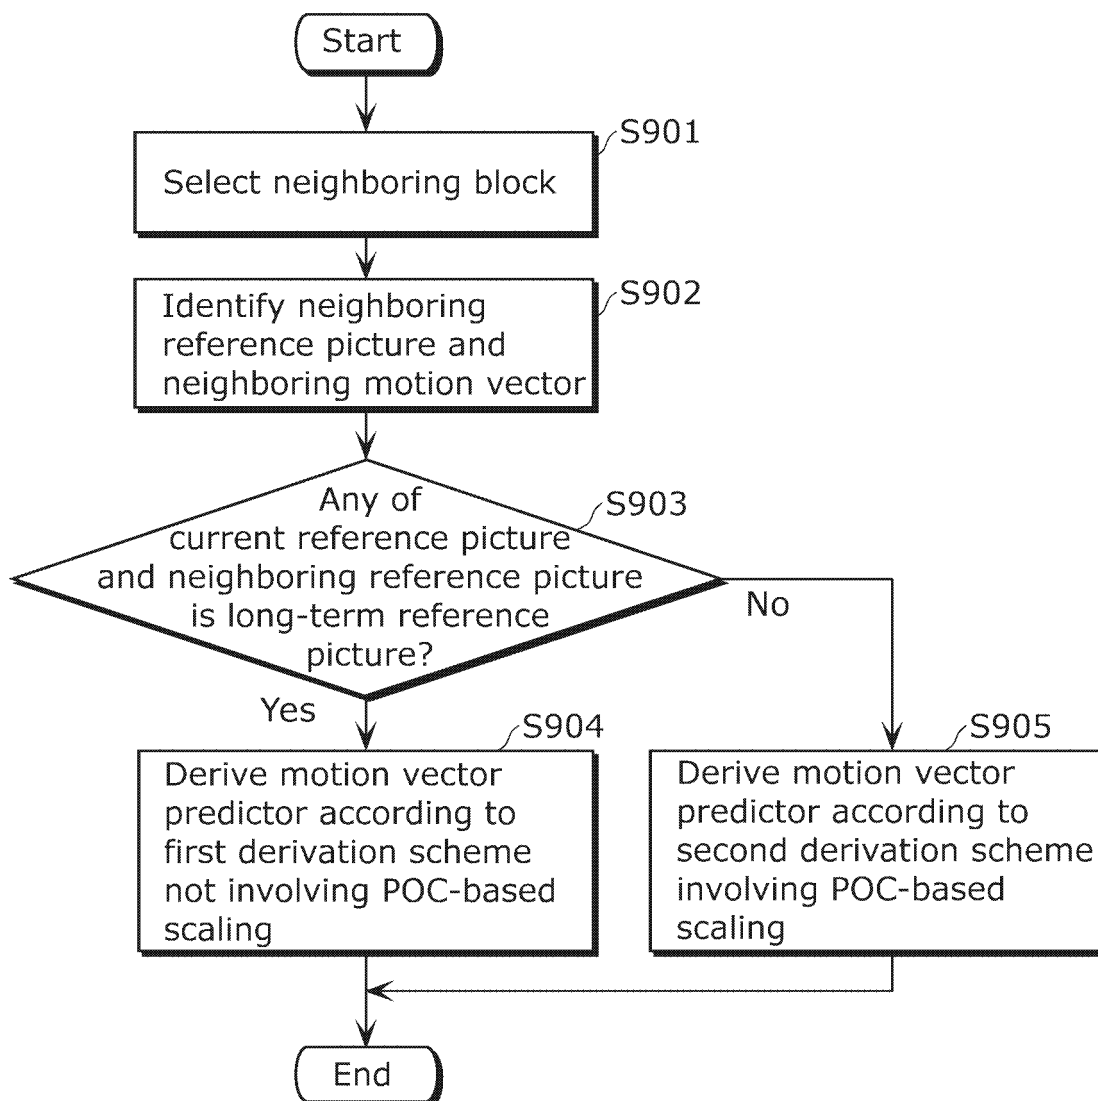 Start
S901
Select neighboring block
S902
Identify neighboring
reference picture and
neighboring motion vector
S903
Any of
current reference picture
and neighboring reference picture
is long-term reference
picture?
No
Yes
S904
Derive motion vector
predictor according to
first derivation scheme
not involving POC-based
scaling
S905
Derive motion vector
predictor according to
second derivation scheme
involving POC-based
scaling
End